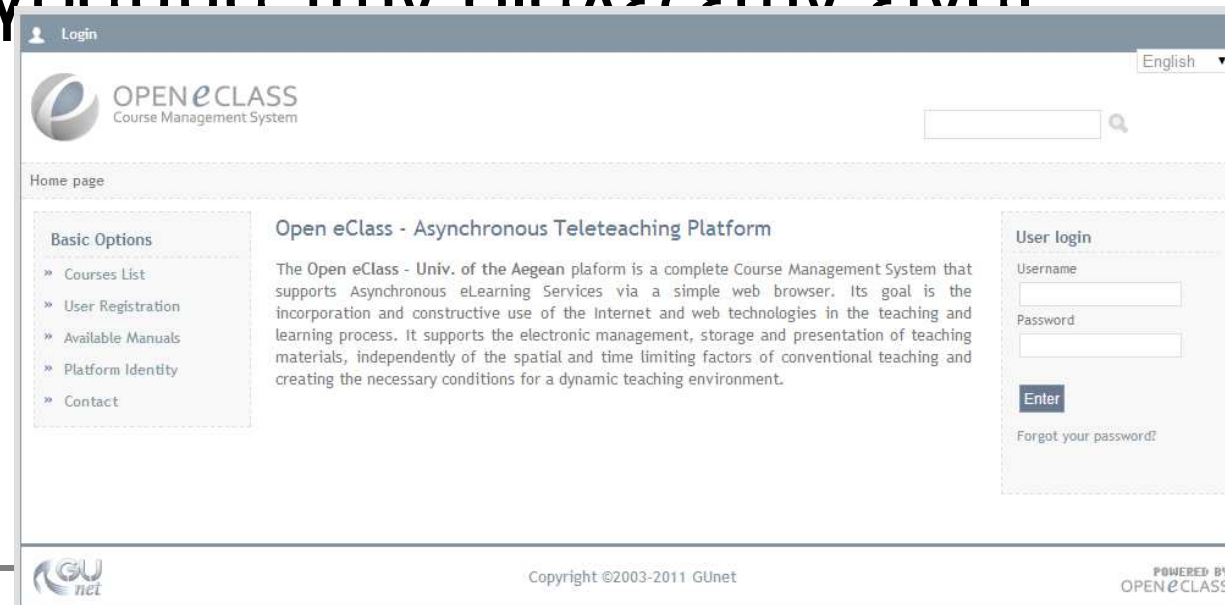 Login
English
OPEN eCLASS
Course Management System
Home page
Basic Options
» Courses List
» User Registration
» Available Manuals
» Platform Identity
» Contact
Open eClass - Asynchronous Teleteaching Platform
The Open eClass - Univ. of the Aegean plaform is a complete Course Management System that
supports Asynchronous eLearning Services via a simple web browser. Its goal is the
incorporation and constructive use of the Internet and web technologies in the teaching and
learning process. It supports the electronic management, storage and presentation of teaching
materials, independently of the spatial and time limiting factors of conventional teaching and
creating the necessary conditions for a dynamic teaching environment.
User login
Username
Password
Enter
Forgot your password?
GUnet
Copyright ©2003-2011 GUnet
POWERED BY
OPEN eCLASS